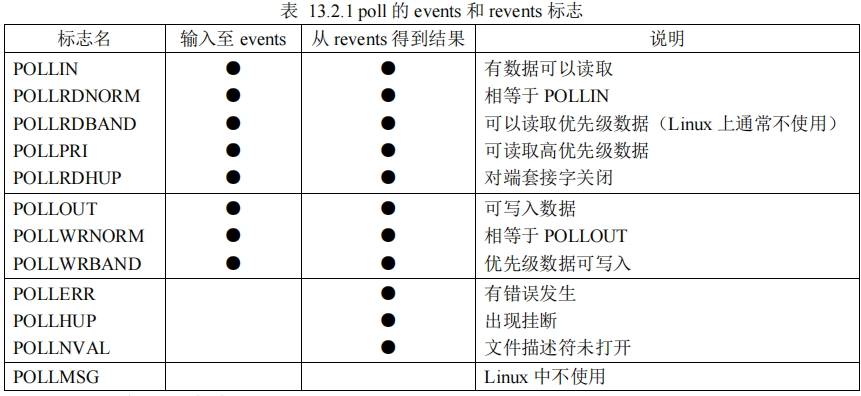 表 13.2.1 poll 的 events 和 revents 标志
标志名 输入至 events 从 revents 得到结果 说明
POLLIN ● ● 有数据可以读取
POLLRDNORM ● ● 相等于 POLLIN
POLLRDBAND ● ● 可以读取优先级数据（Linux 上通常不使用）
POLLPRI ● ● 可读取高优先级数据
POLLRDHUP ● ● 对端套接字关闭
POLLOUT ● ● 可写入数据
POLLWRNORM ● ● 相等于 POLLOUT
POLLWRBAND ● ● 优先级数据可写入
POLLERR ● 有错误发生
POLLHUP ● 出现挂断
POLLNVAL ● 文件描述符未打开
POLLMSG Linux 中不使用